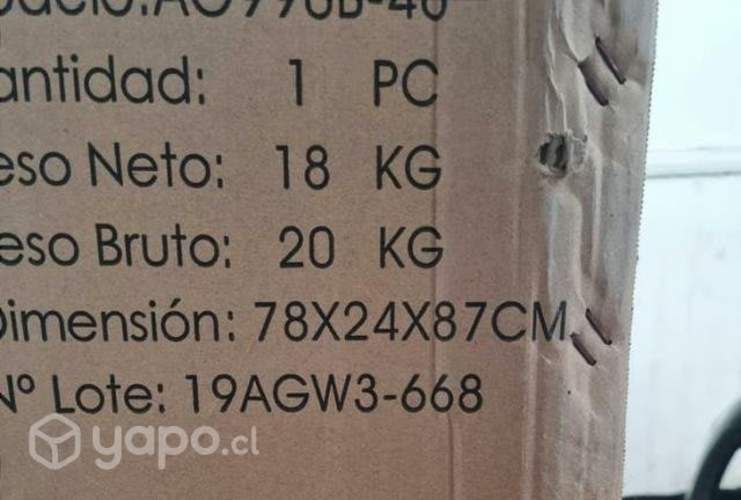 antidad: 1 PC
eso Neto: 18 KG
eso Bruto: 20 KG
Dimensión: 78X24X87CM
Nº Lote: 19AGW3-668
yapo.cl